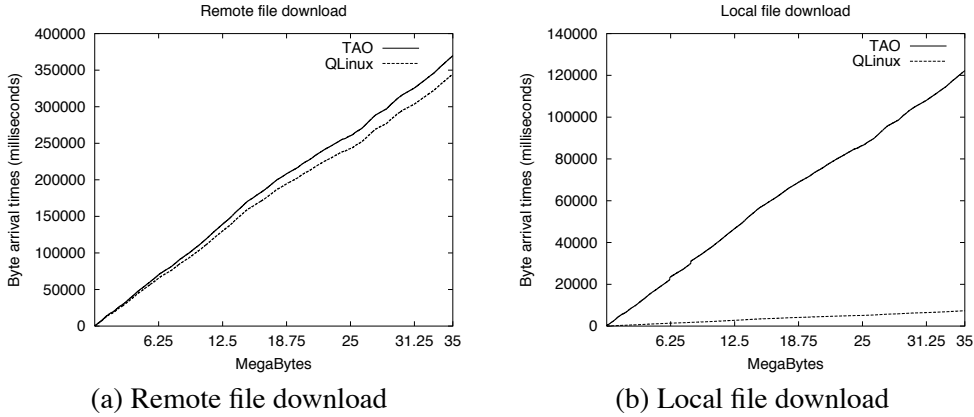 Remote file download
400000
350000
300000
250000
200000
150000
100000
50000
0
Byte arrival times (milliseconds)
TAO
QLinux
6.25 12.5 18.75 25 31.25 35
MegaBytes
(a) Remote file download
Local file download
140000
120000
100000
80000
60000
40000
20000
0
Byte arrival times (milliseconds)
TAO
QLinux
6.25 12.5 18.75 25 31.25 35
MegaBytes
(b) Local file download